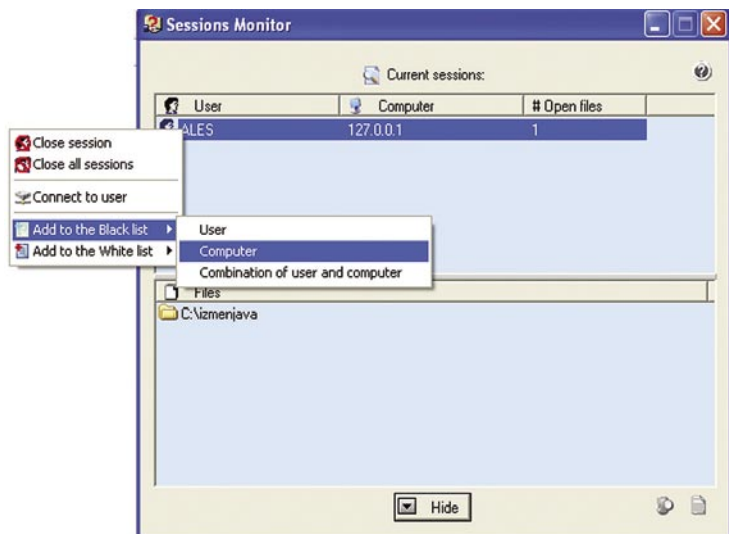 Sessions Monitor
Current sessions:
User Computer # Open files
ALES 127.0.0.1 1
Close session
Close all sessions
Connect to user
Add to the Black list
Add to the White list
User
Computer
Combination of user and computer
Files
C:\izmenjava
Hide